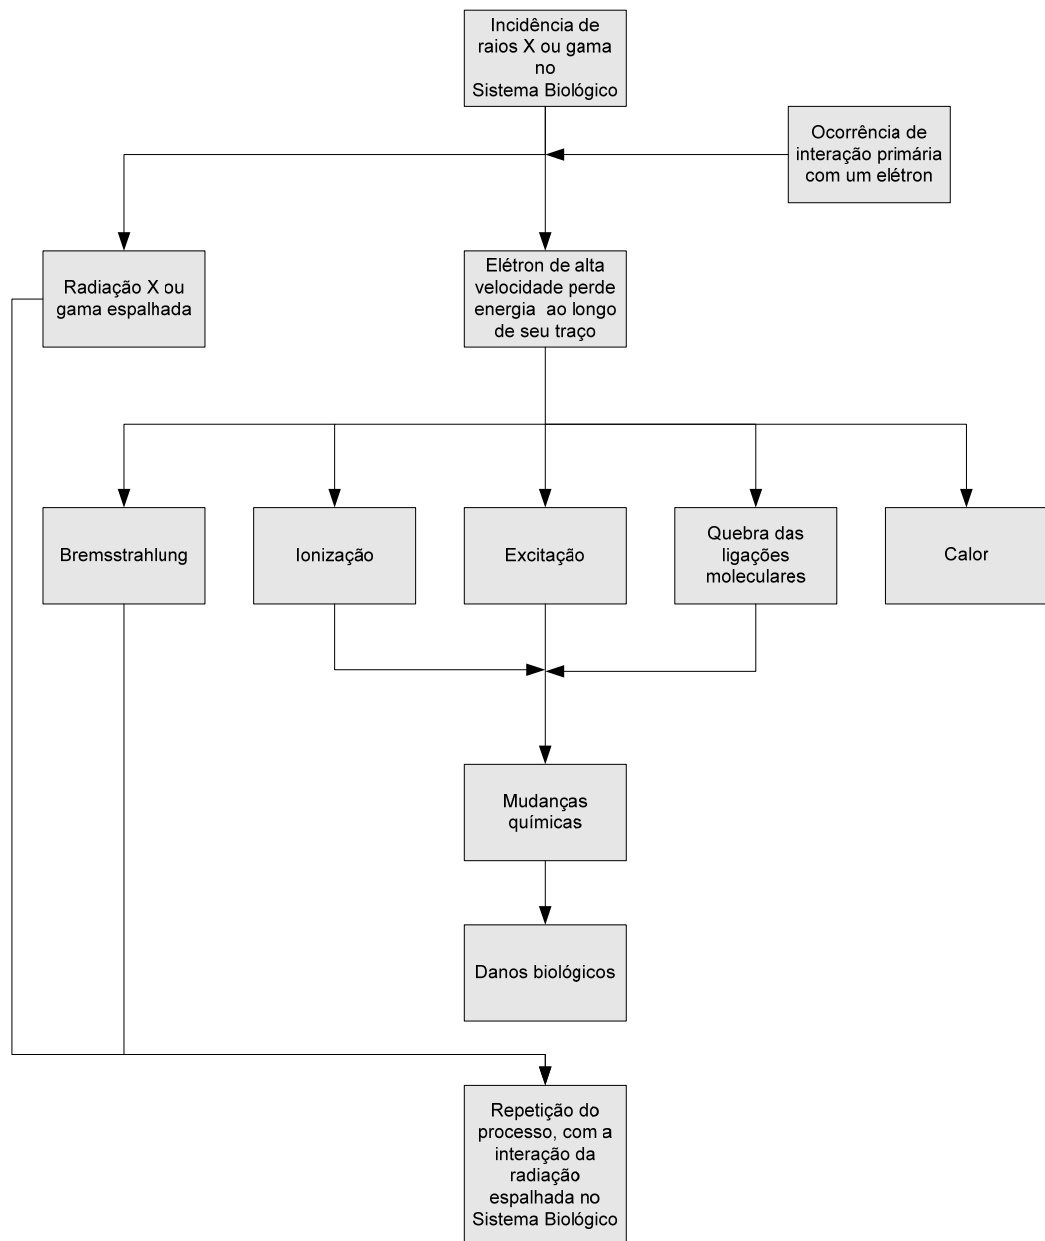 Incidência de
raios X ou gama
no
Sistema Biológico
Ocorrência de
interação primária
com um elétron
Radiação X ou
gama espalhada
Elétron de alta
velocidade perde
energia ao longo
de seu traço
Bremsstrahlung
Ionização
Excitação
Quebra das
ligações
moleculares
Calor
Mudanças
químicas
Danos biológicos
Repetição do
processo, com a
interação da
radiação
espalhada no
Sistema Biológico